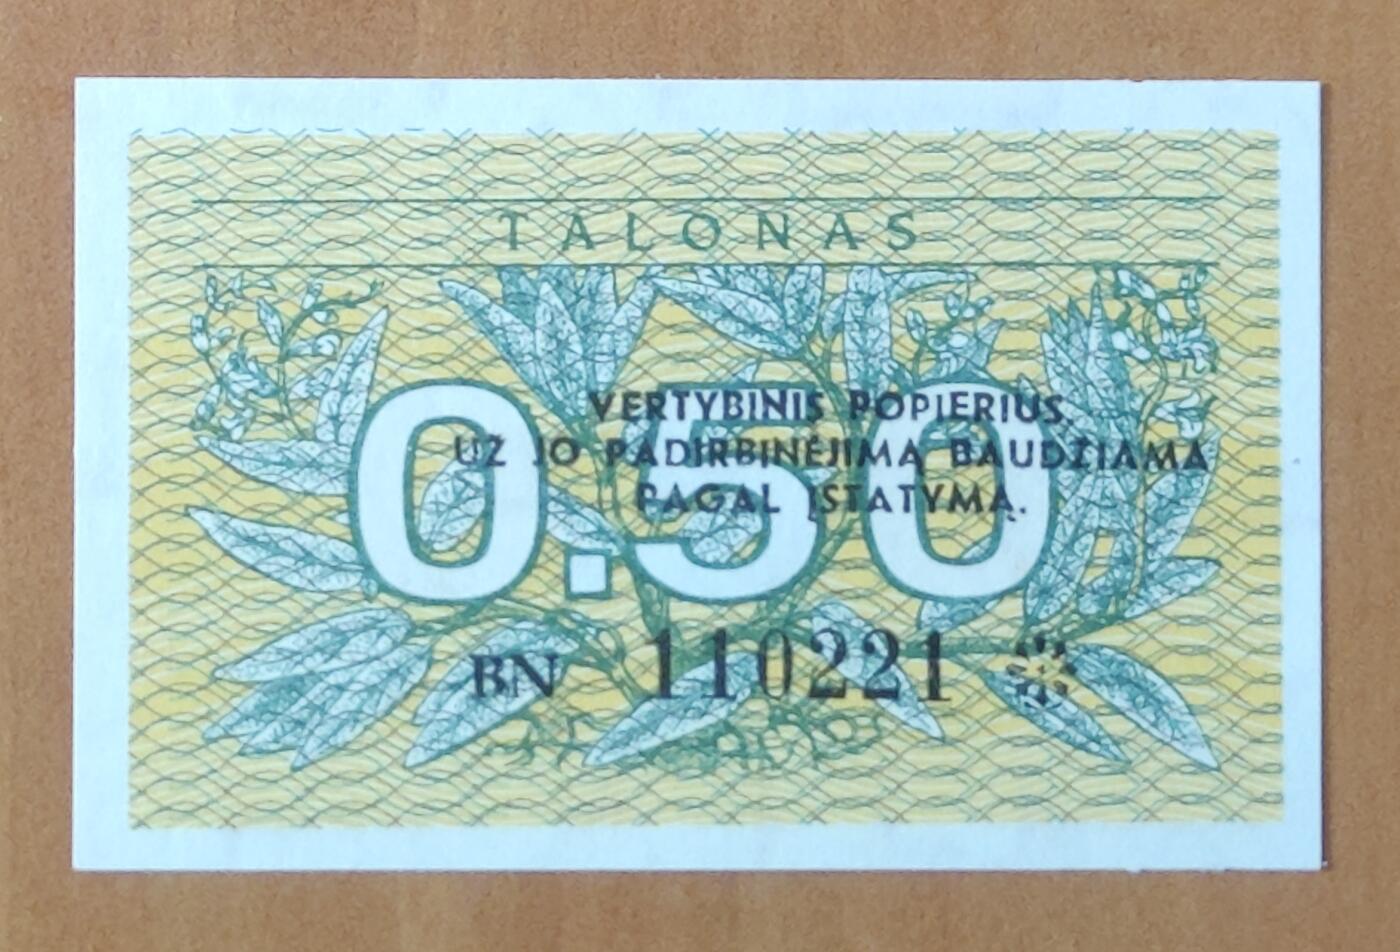 TALONAS
0.50
VERTYBINIS POPIERIUS.
UŽ JO PADIRBINĖJIMĄ BAUDŽIAMA
PAGAL ĮSTATYMĄ.
BN 110221 *